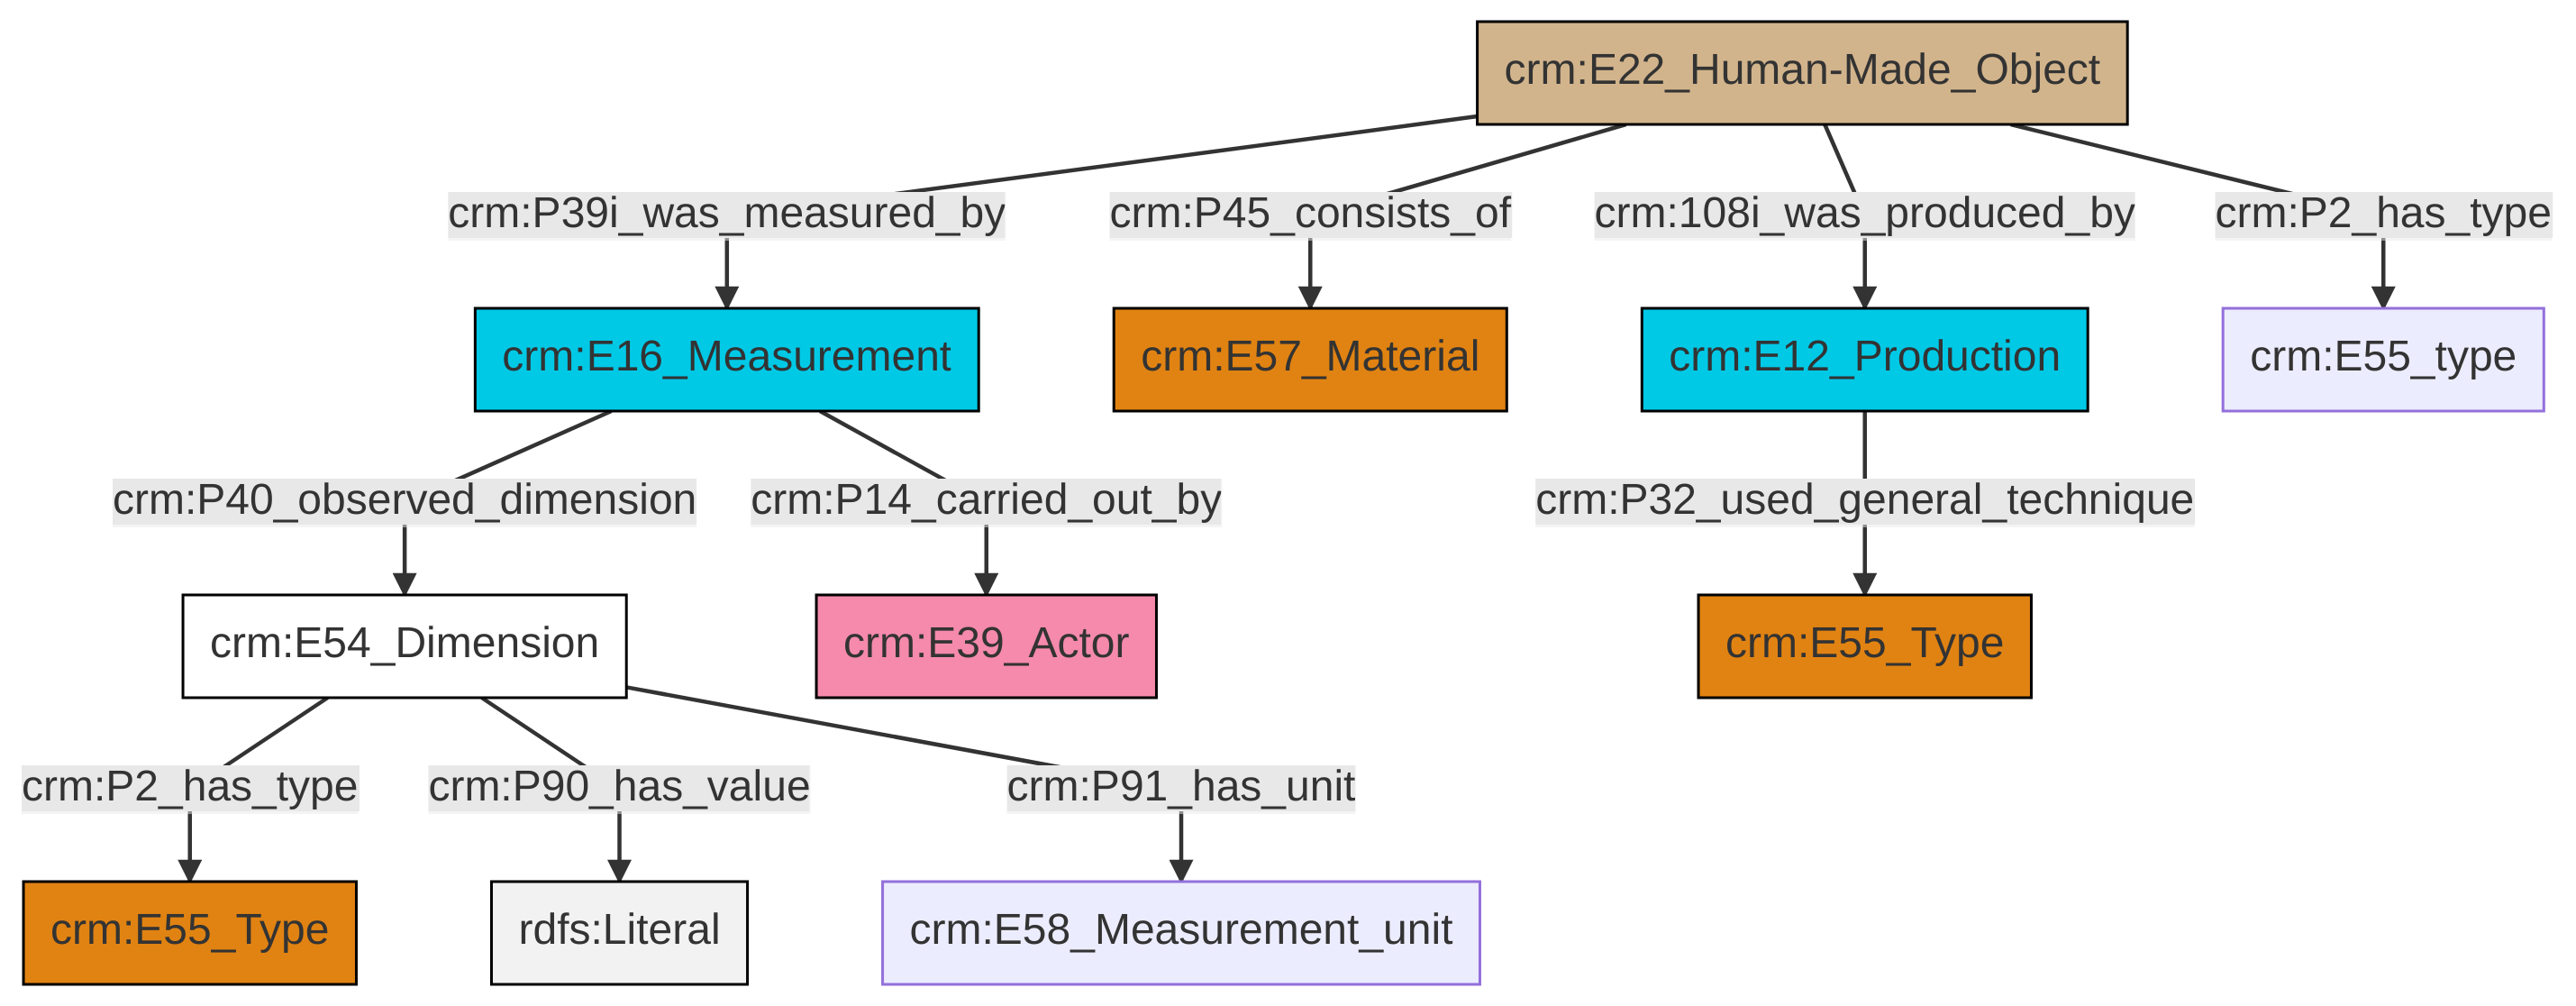 crm:E22_Human-Made_Object
crm:P39i_was_measured_by
crm:P45_consists_of
crm:108i_was_produced_by
crm:P2_has_type
crm:E16_Measurement
crm:E57_Material
crm:E12_Production
crm:E55_type
crm:P40_observed_dimension
crm:P14_carried_out_by
crm:P32_used_general_technique
crm:E54_Dimension
crm:E39_Actor
crm:E55_Type
crm:P2_has_type
crm:P90_has_value
crm:P91_has_unit
crm:E55_Type
rdfs:Literal
crm:E58_Measurement_unit